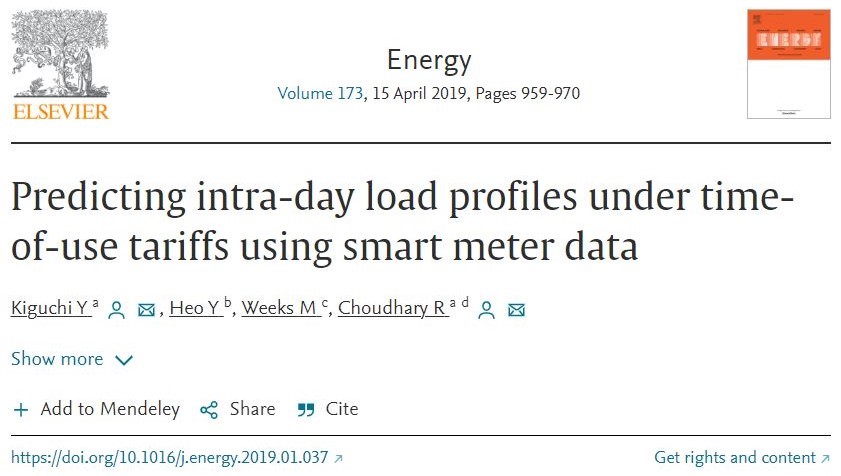 ELSEVIER
Energy
Volume 173, 15 April 2019, Pages 959-970
ENERGY
Predicting intra-day load profiles under time-
of-use tariffs using smart meter data
Kiguchi Y a, Heo Y b, Weeks M c, Choudhary R a d
Show more
Add to Mendeley Share Cite
https://doi.org/10.1016/j.energy.2019.01.037
Get rights and content